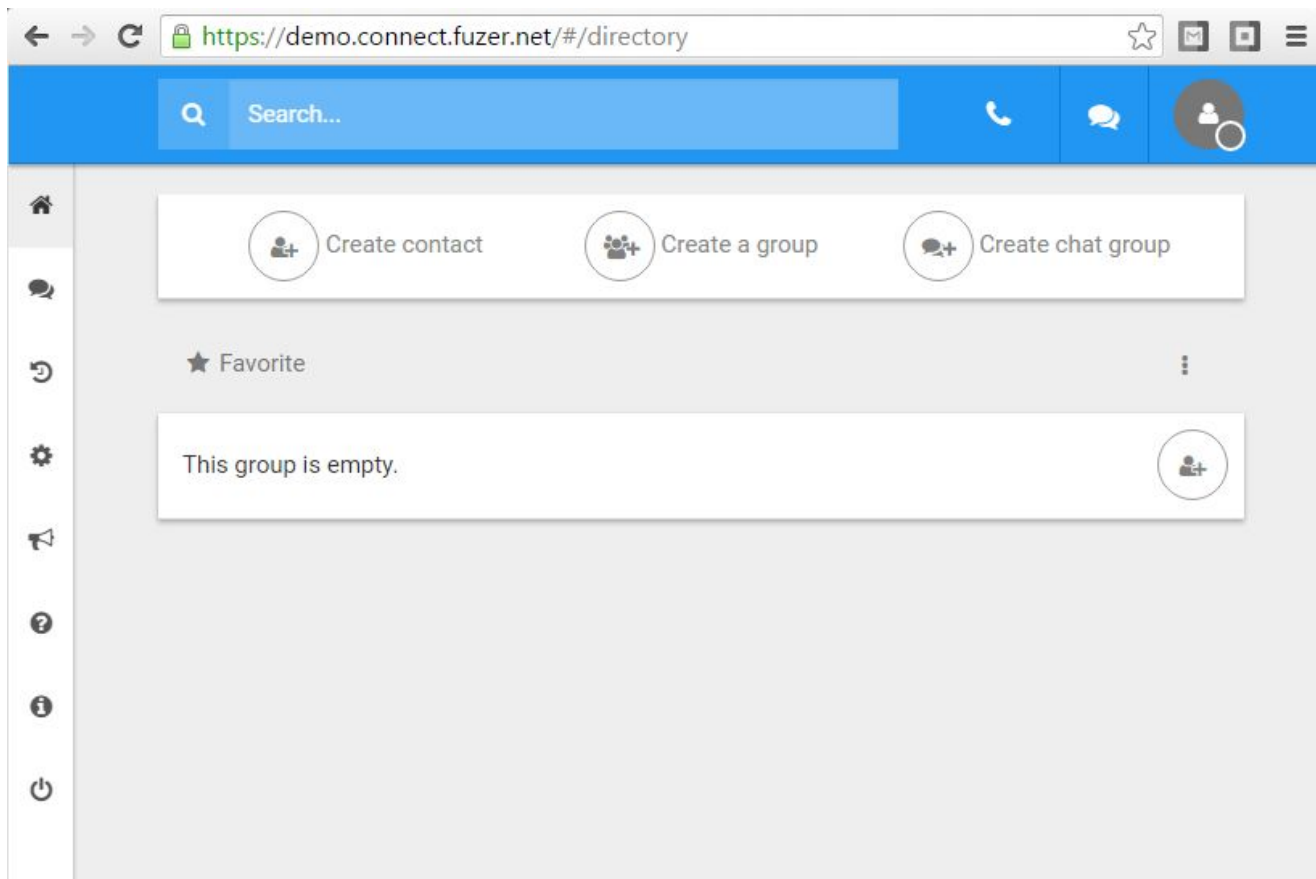 https://demo.connect.fuzer.net/#/directory
Search...
Create contact Create a group Create chat group
Favorite
This group is empty.